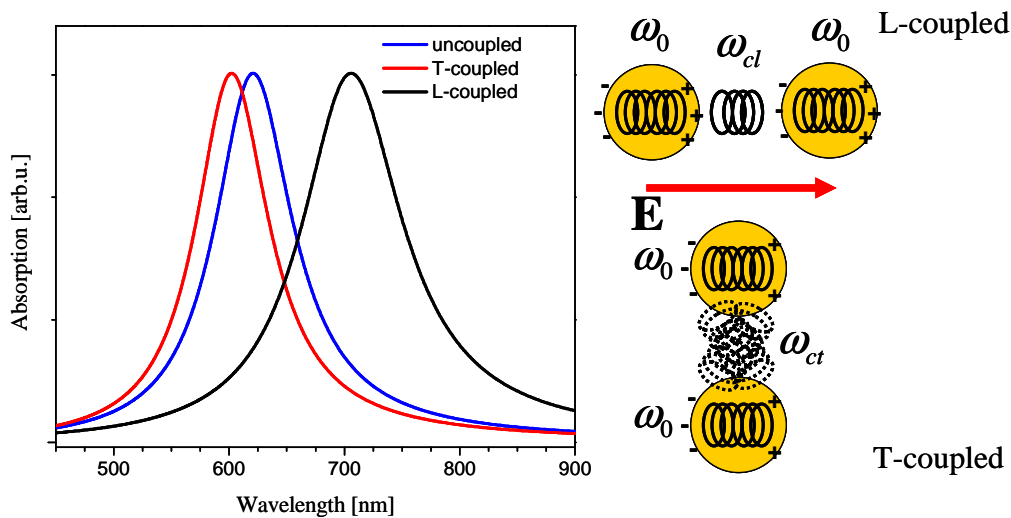 uncoupled
T-coupled
L-coupled
Absorption [arb.u.]
500
600
700
800
900
Wavelength [nm]
ω0
ωcl
ω0
L-coupled
- - -
+ + +
- - -
+ + +
E
ω0
- - -
+ +
ωct
ω0
- - -
+ +
T-coupled